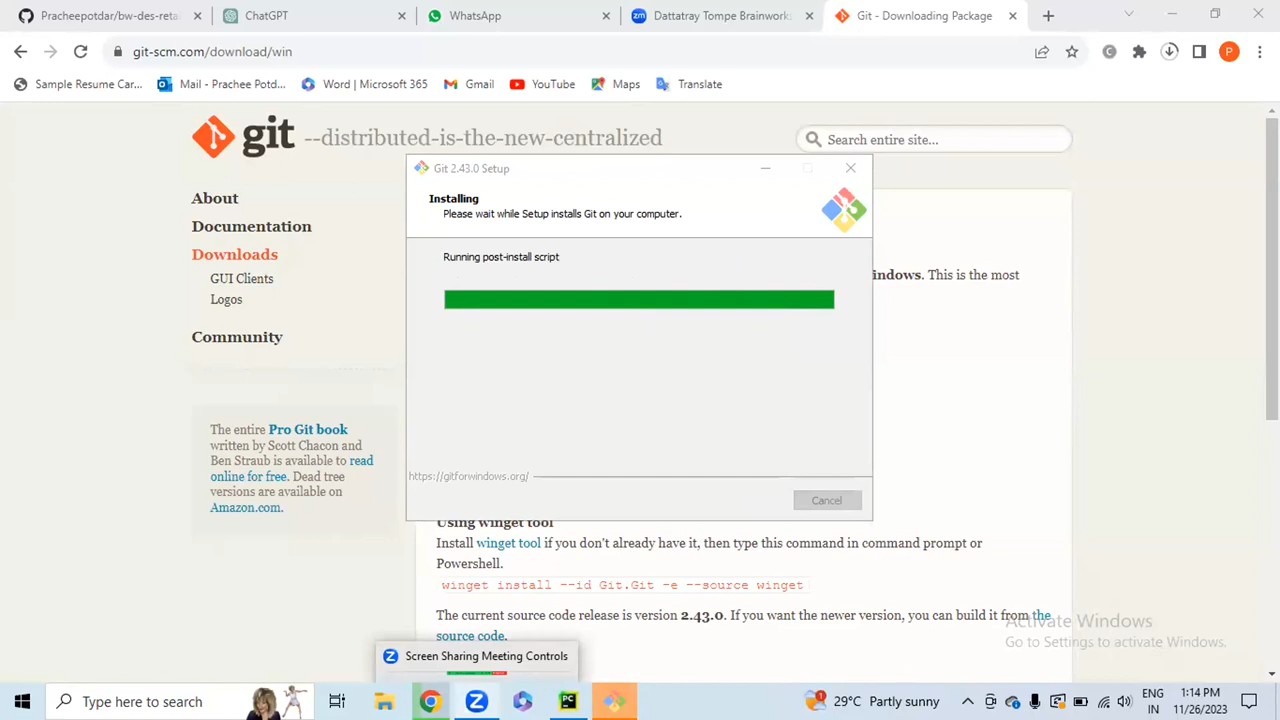 Pracheepotdar/bw-des-reta
ChatGPT
WhatsApp
Dattatray Tompe Brainworks
Git - Downloading Package
git-scm.com/download/win
P
Sample Resume Car...
Mail - Prachee Potd...
Word | Microsoft 365
Gmail
YouTube
Maps
Translate
git --distributed-is-the-new-centralized
Search entire site...
Git 2.43.0 Setup
Installing
Please wait while Setup installs Git on your computer.
Running post-install script
https://gitforwindows.org/
Cancel
About
Documentation
Downloads
GUI Clients
Logos
Community
The entire Pro Git book
written by Scott Chacon and
Ben Straub is available to read
online for free. Dead tree
versions are available on
Amazon.com.
indows. This is the most
Using winget tool
Install winget tool if you don't already have it, then type this command in command prompt or
Powershell.
winget install --id Git.Git -e --source winget
The current source code release is version 2.43.0. If you want the newer version, you can build it from the
source code.
Activate Windows
Go to Settings to activate Windows.
Screen Sharing Meeting Controls
Type here to search
1
29°C Partly sunny
ENG
IN
1:14 PM
11/26/2023